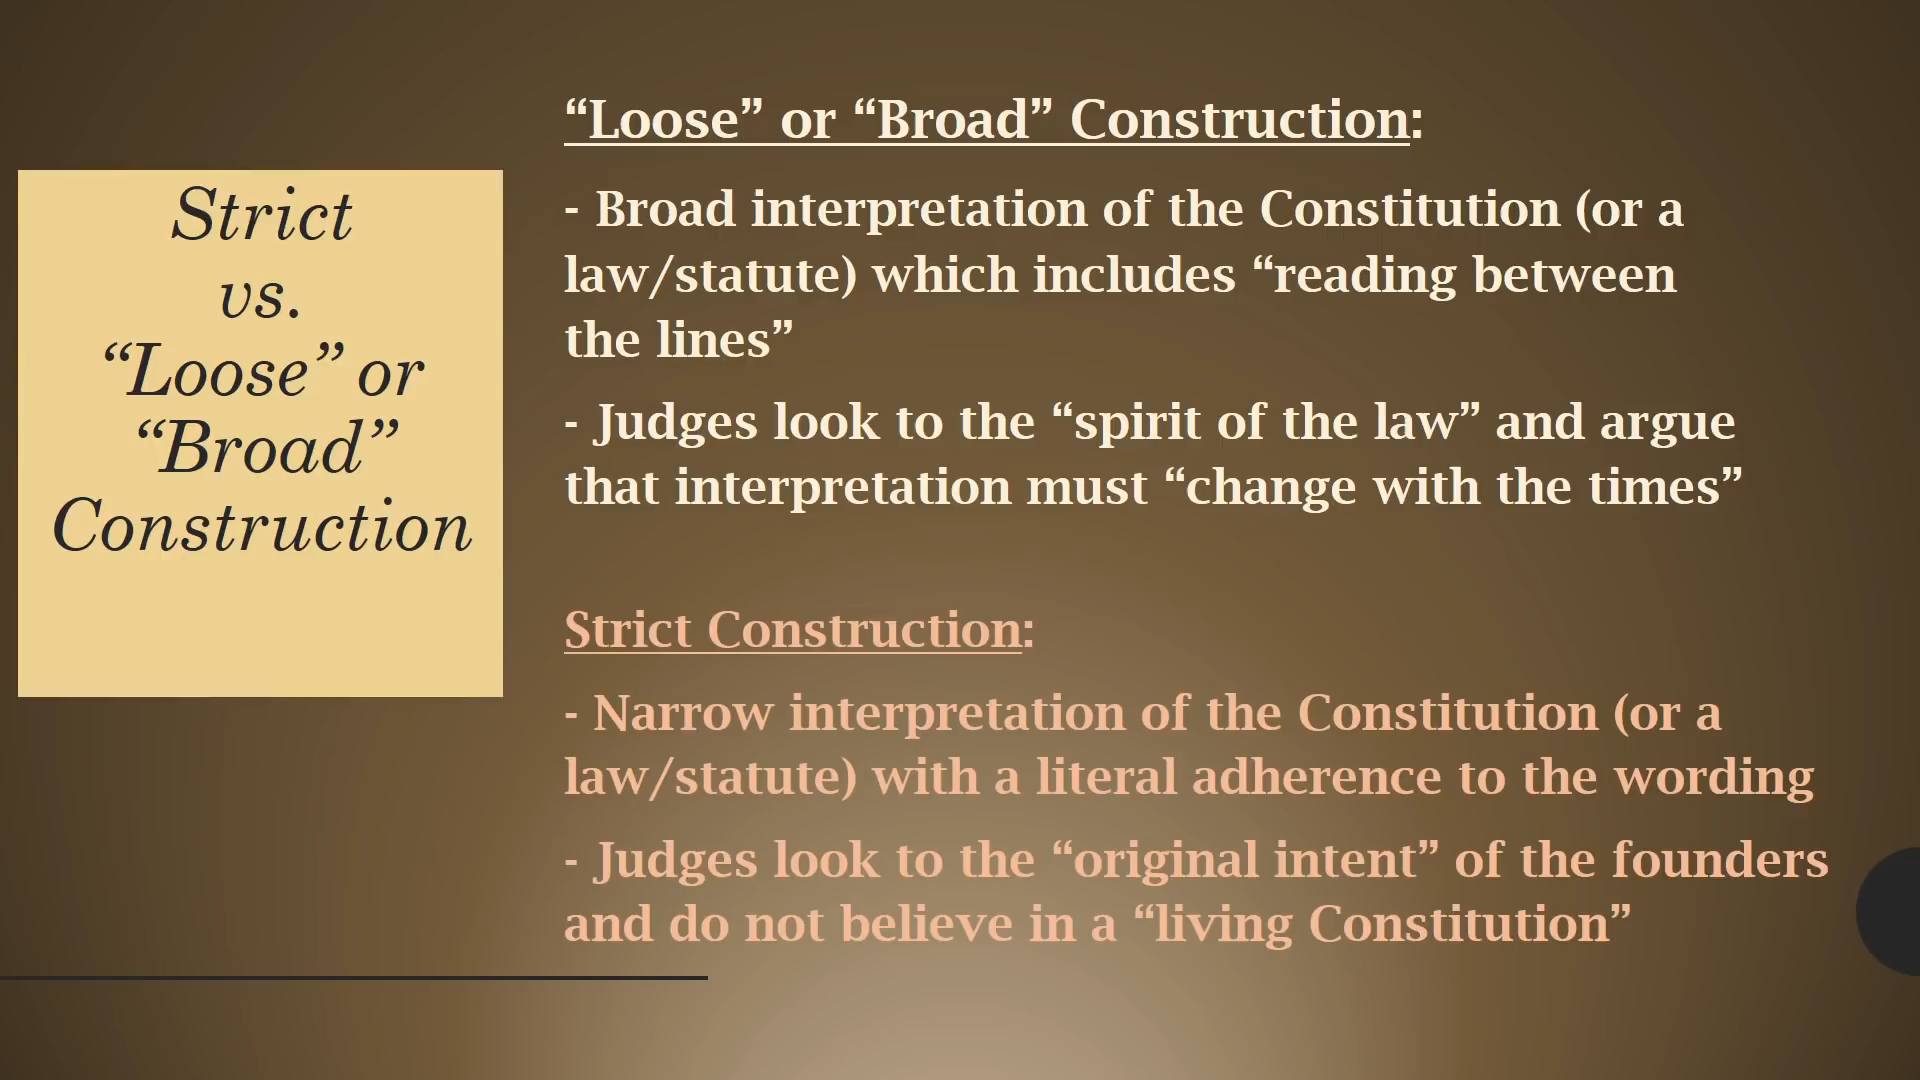 Strict
vs.
“Loose” or
“Broad”
Construction
“Loose” or “Broad” Construction:
- Broad interpretation of the Constitution (or a
law/statute) which includes “reading between
the lines”
- Judges look to the “spirit of the law” and argue
that interpretation must “change with the times”
Strict Construction:
- Narrow interpretation of the Constitution (or a
law/statute) with a literal adherence to the wording
- Judges look to the “original intent” of the founders
and do not believe in a “living Constitution”